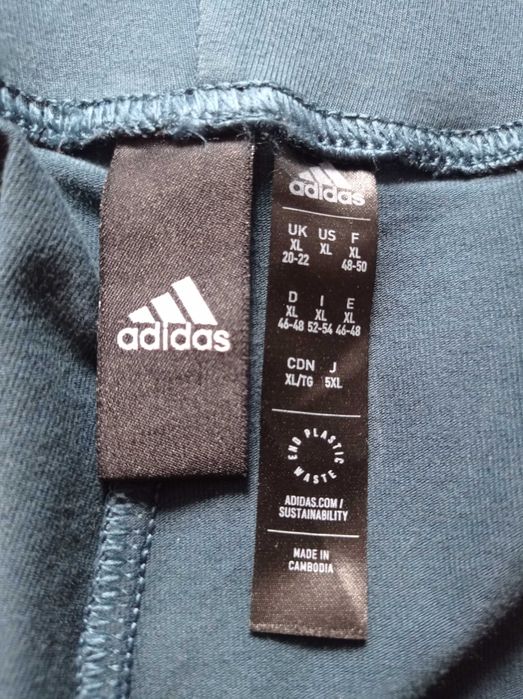 adidas
adidas
UK US F
XL XL XL
20-22 48-50
D I E
XL XL XL
46-48 52-54 46-48
CDN J
XL/TG 5XL
END PLASTIC WASTE
ADIDAS.COM/
SUSTAINABILITY
MADE IN
CAMBODIA